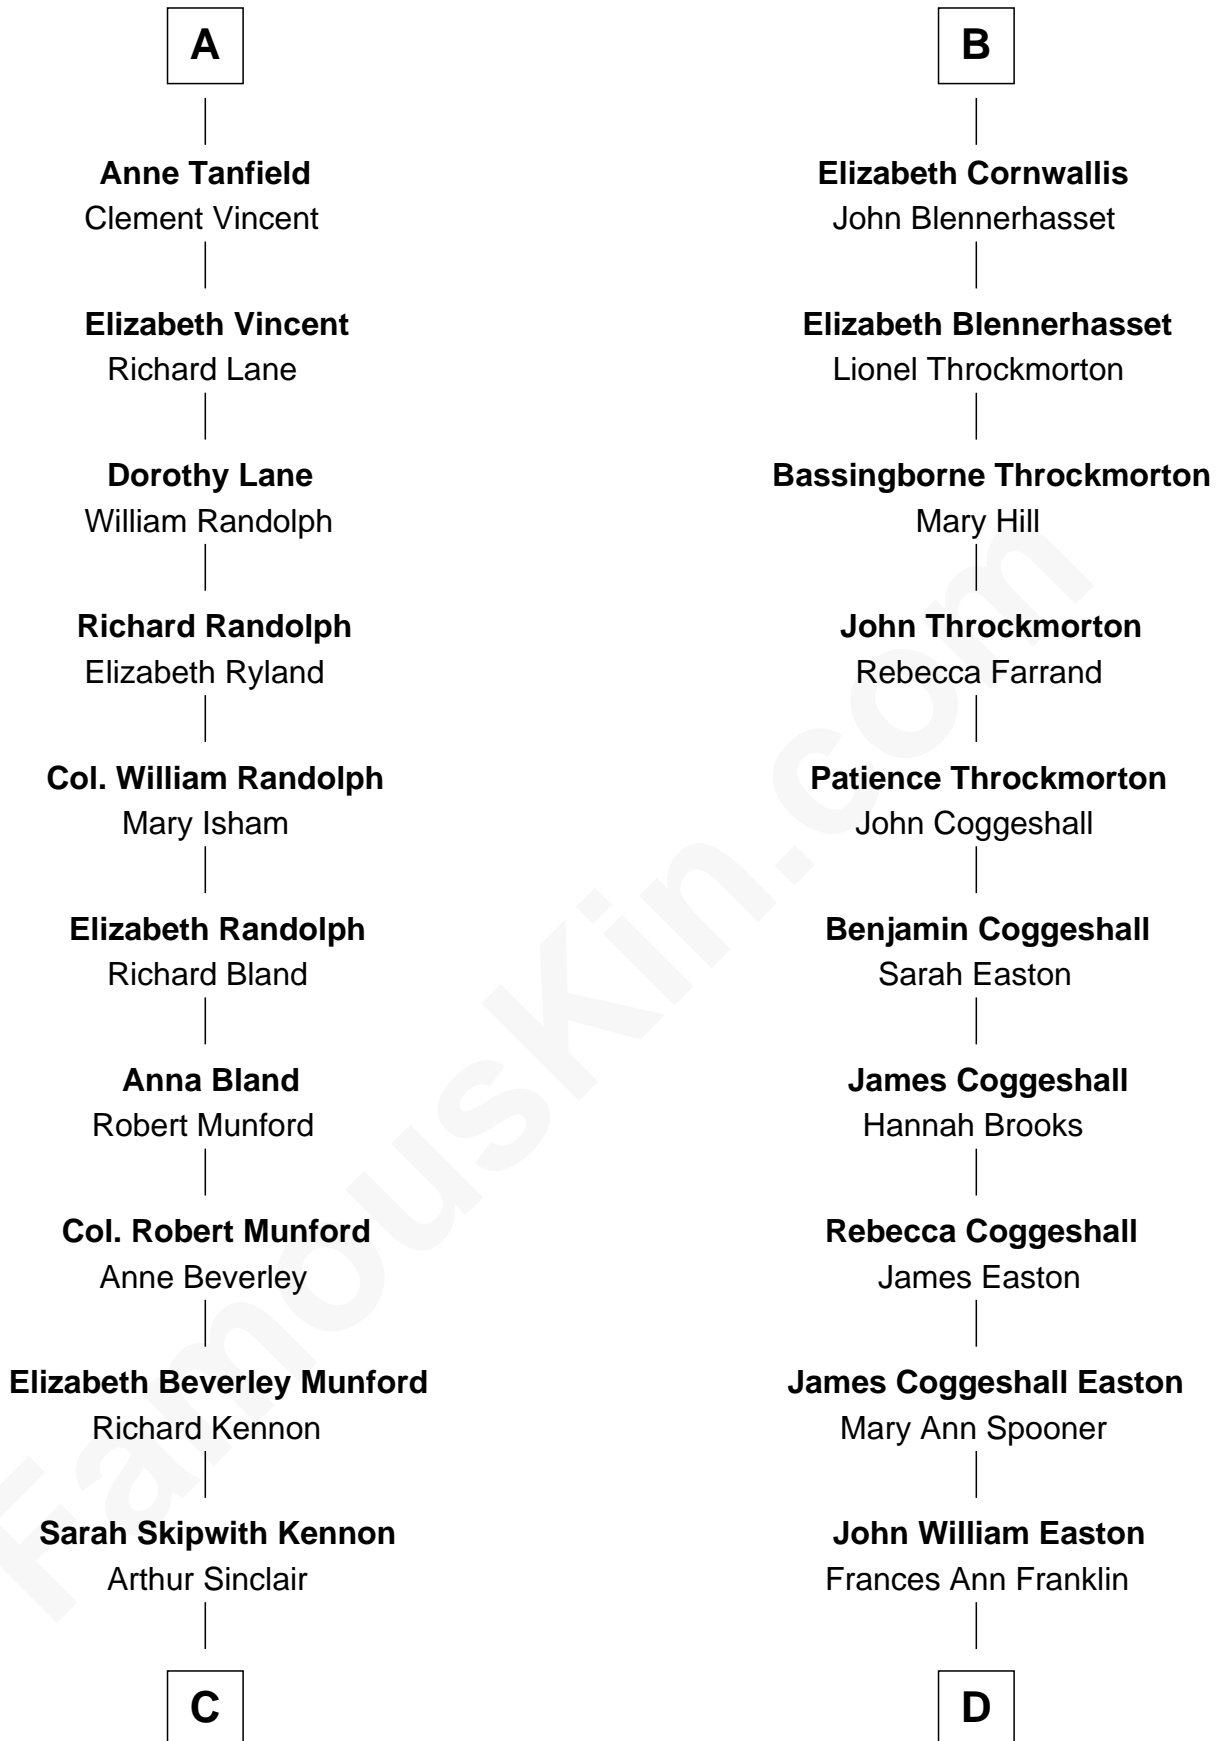 A
Anne Tanfield
Clement Vincent
Elizabeth Vincent
Richard Lane
Dorothy Lane
William Randolph
Richard Randolph
Elizabeth Ryland
Col. William Randolph
Mary Isham
Elizabeth Randolph
Richard Bland
Anna Bland
Robert Munford
Col. Robert Munford
Anne Beverley
Elizabeth Beverley Munford
Richard Kennon
Sarah Skipwith Kennon
Arthur Sinclair
C
B
Elizabeth Cornwallis
John Blennerhasset
Elizabeth Blennerhasset
Lionel Throckmorton
Bassingborne Throckmorton
Mary Hill
John Throckmorton
Rebecca Farrand
Patience Throckmorton
John Coggeshall
Benjamin Coggeshall
Sarah Easton
James Coggeshall
Hannah Brooks
Rebecca Coggeshall
James Easton
James Coggeshall Easton
Mary Ann Spooner
John William Easton
Frances Ann Franklin
D
FamousKin.com